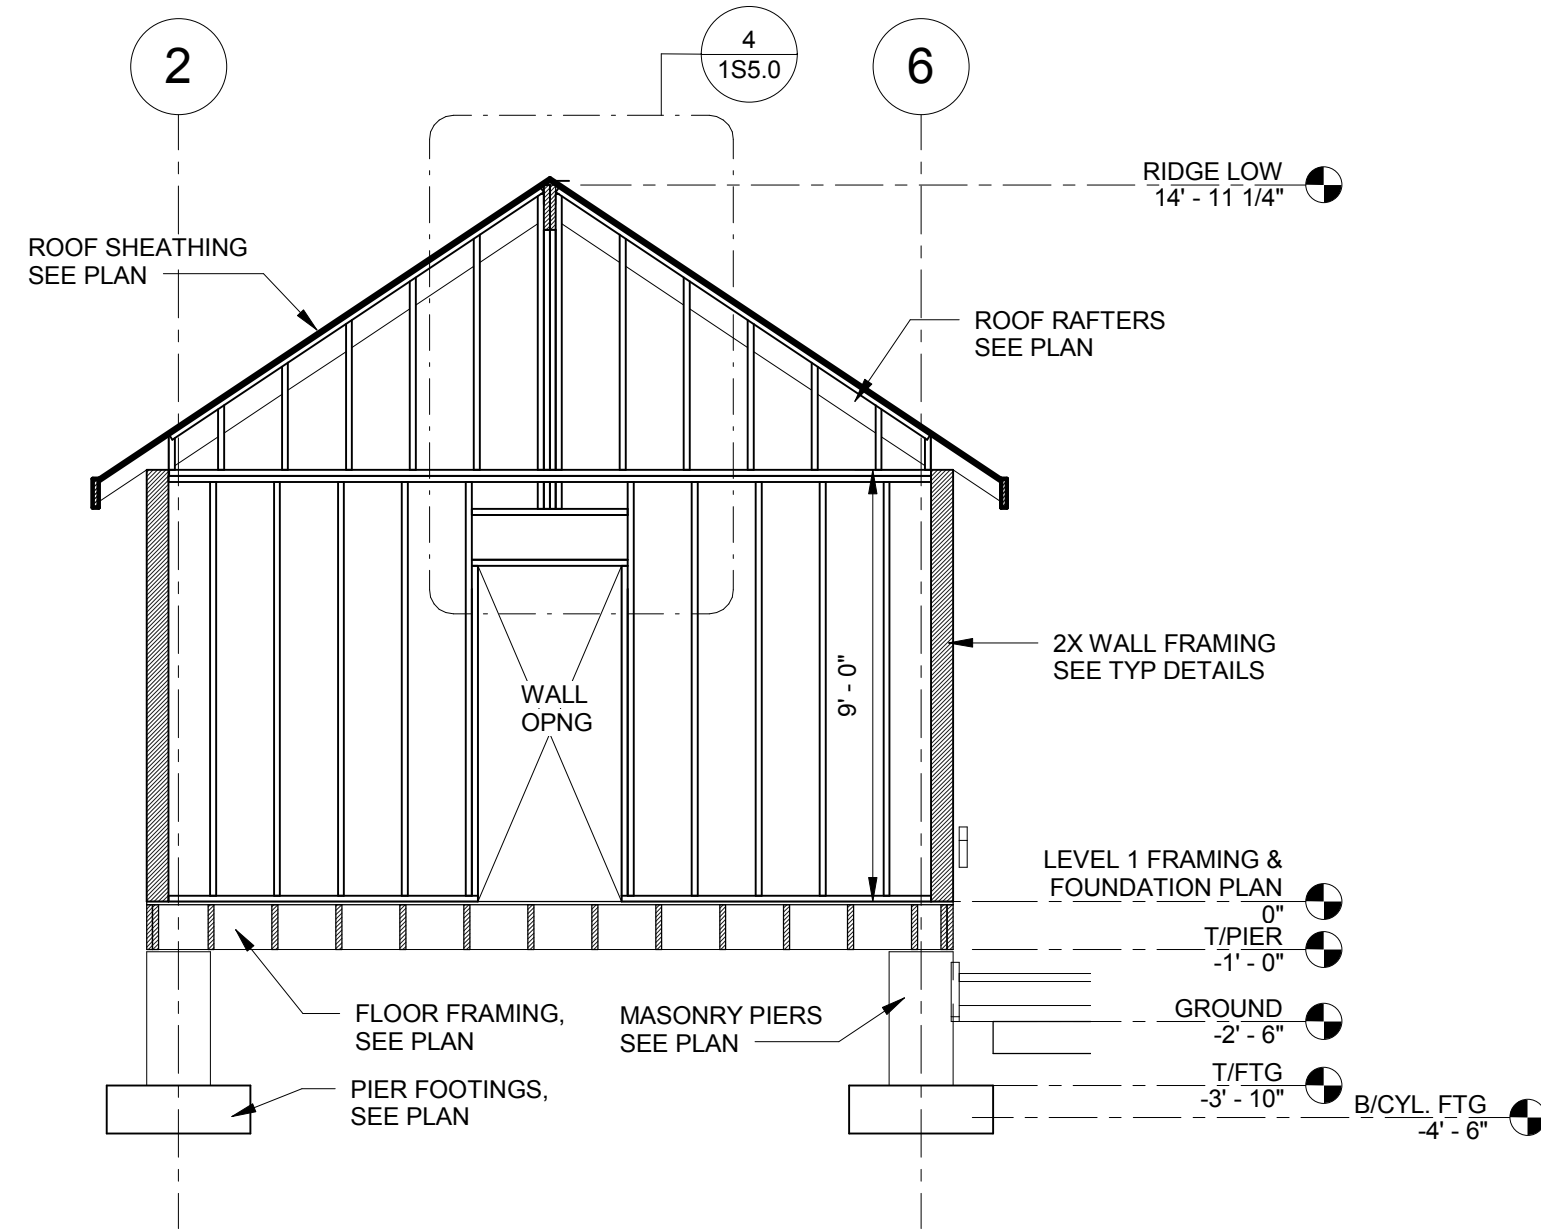 2
4
1S5.0
6
RIDGE LOW
14' - 11 1/4"
ROOF SHEATHING
SEE PLAN
ROOF RAFTERS
SEE PLAN
2X WALL FRAMING
SEE TYP DETAILS
9' - 0"
WALL
OPNG
LEVEL 1 FRAMING &
FOUNDATION PLAN
0"
T/PIER
-1' - 0"
FLOOR FRAMING,
SEE PLAN
MASONRY PIERS
SEE PLAN
GROUND
-2' - 6"
PIER FOOTINGS,
SEE PLAN
T/FTG
-3' - 10"
B/CYL. FTG
-4' - 6"